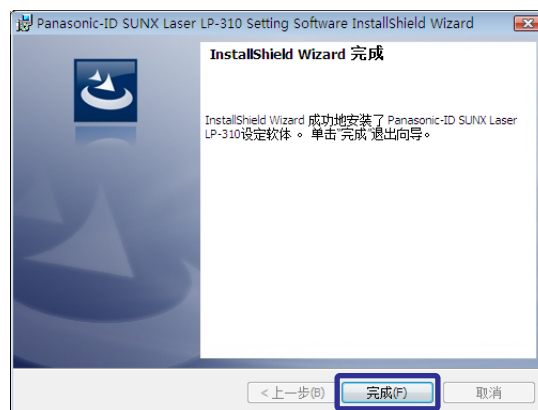 Panasonic-ID SUNX Laser LP-310 Setting Software InstallShield Wizard
InstallShield Wizard 完成
InstallShield Wizard 成功地安装了 Panasonic-ID SUNX Laser
LP-310设定软体 。 单击“完成”退出向导。
<上一步(B)
完成(F)
取消